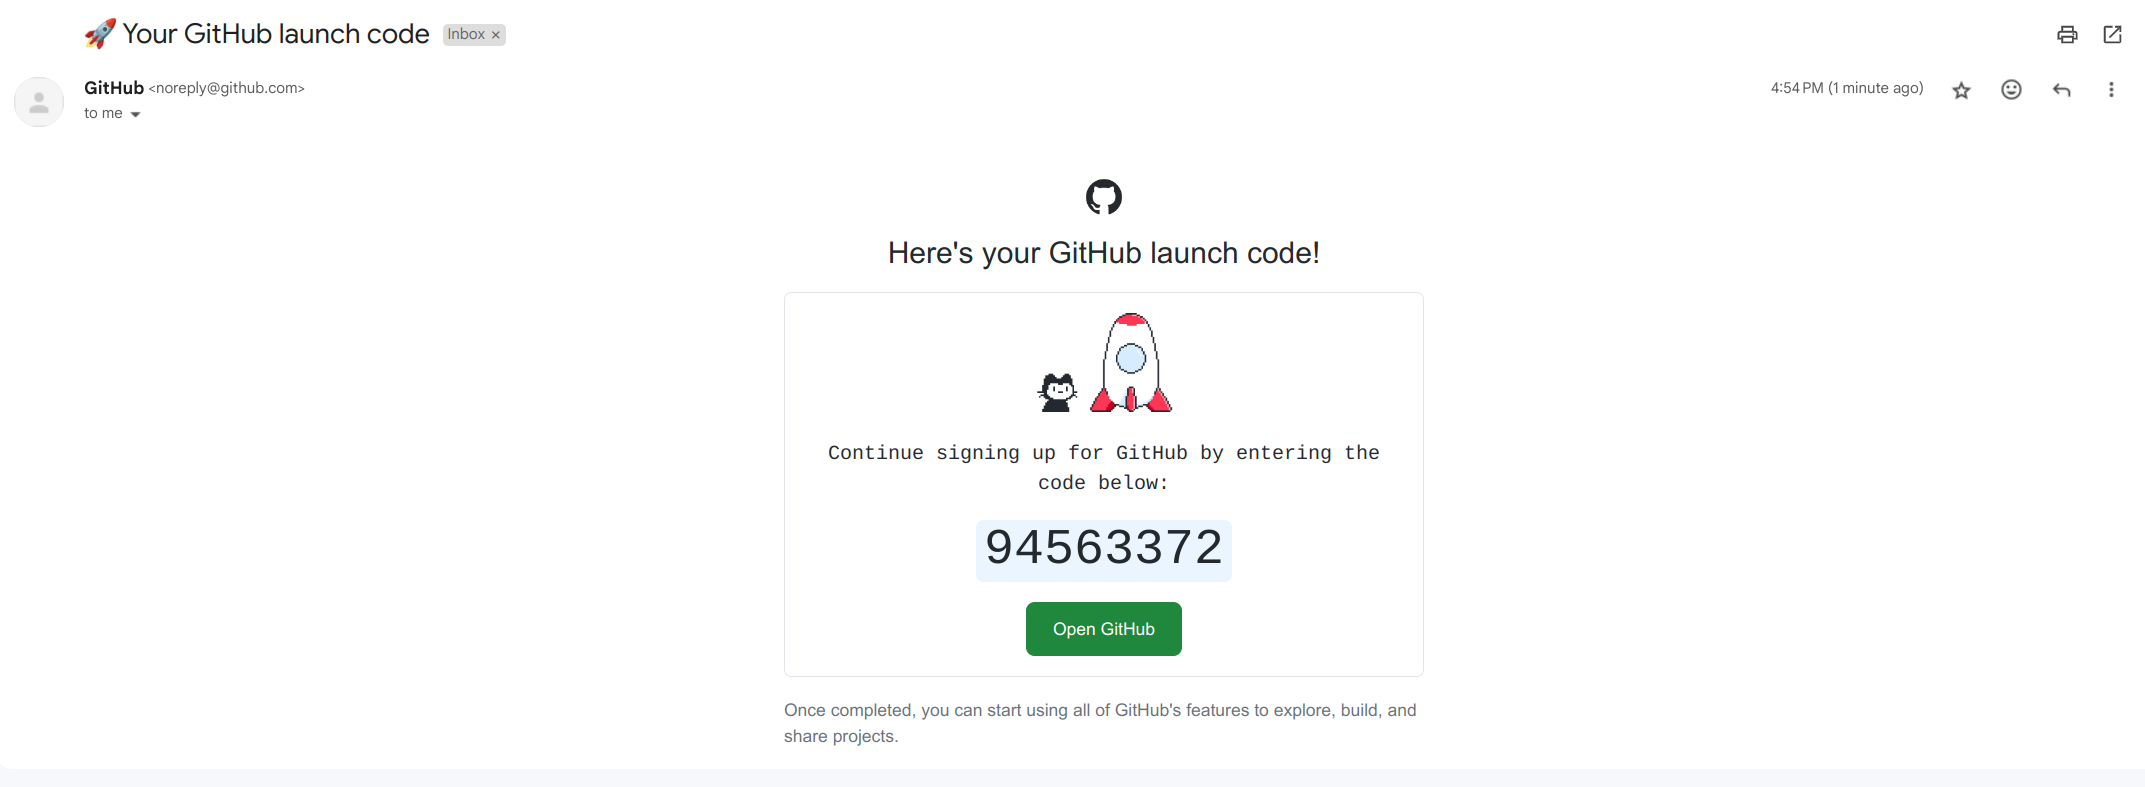 🚀 Your GitHub launch code Inbox ×
GitHub <noreply@github.com> 4:54 PM (1 minute ago)
to me
Here's your GitHub launch code!
Continue signing up for GitHub by entering the
code below:
94563372
Open GitHub
Once completed, you can start using all of GitHub's features to explore, build, and
share projects.